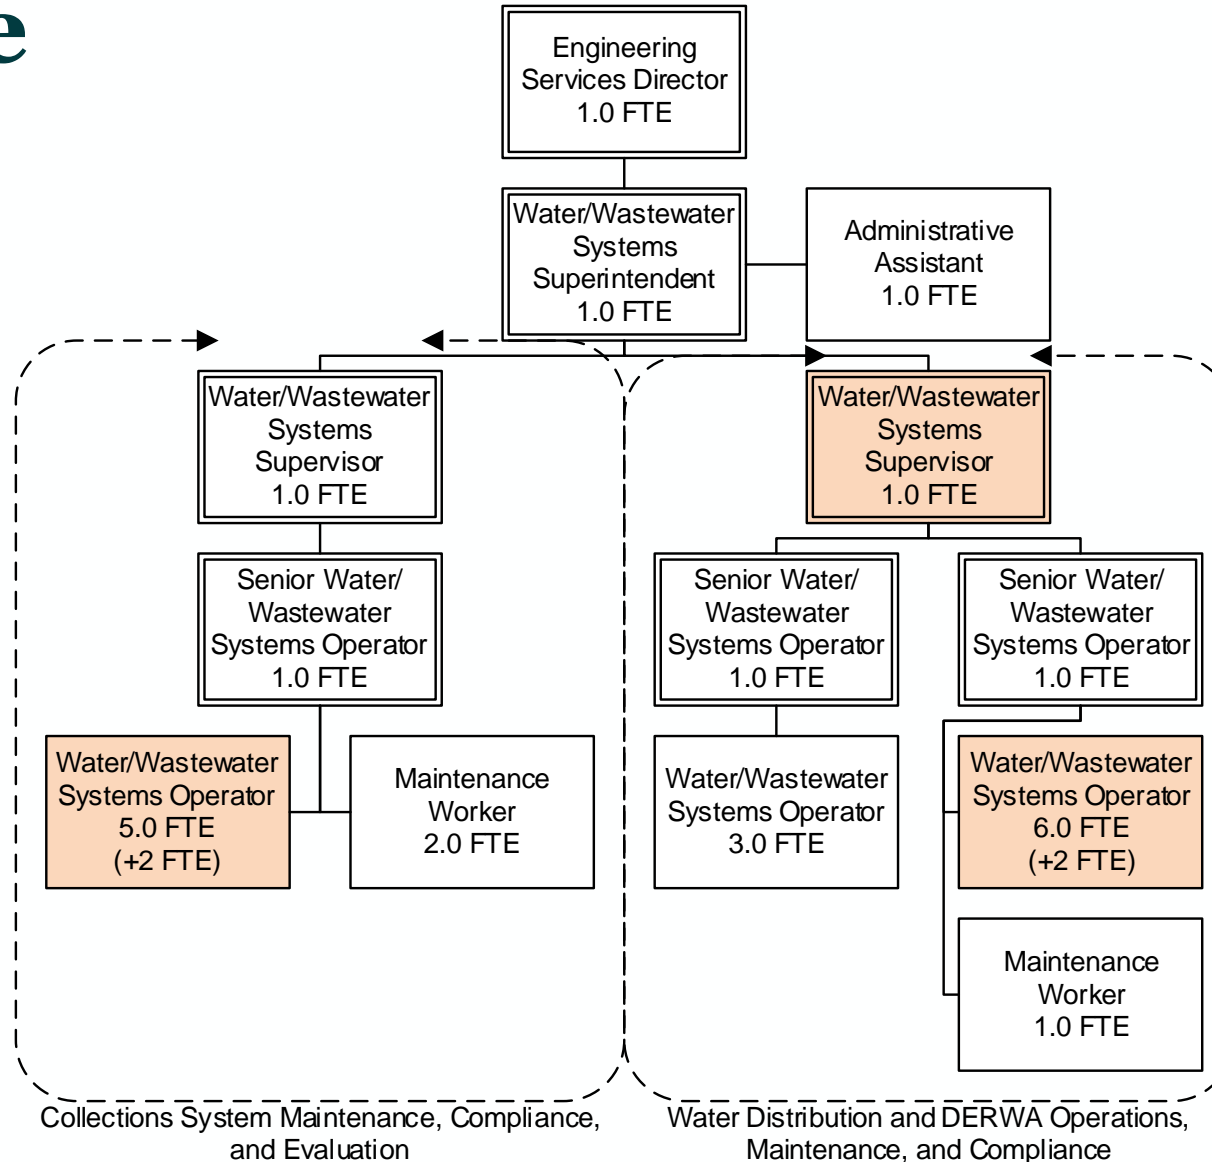 e
Engineering
Services Director
1.0 FTE
Water/Wastewater
Systems
Superintendent
1.0 FTE
Administrative
Assistant
1.0 FTE
Water/Wastewater
Systems
Supervisor
1.0 FTE
Water/Wastewater
Systems
Supervisor
1.0 FTE
Senior Water/
Wastewater
Systems Operator
1.0 FTE
Senior Water/
Wastewater
Systems Operator
1.0 FTE
Senior Water/
Wastewater
Systems Operator
1.0 FTE
Water/Wastewater
Systems Operator
5.0 FTE
(+2 FTE)
Maintenance
Worker
2.0 FTE
Water/Wastewater
Systems Operator
3.0 FTE
Water/Wastewater
Systems Operator
6.0 FTE
(+2 FTE)
Maintenance
Worker
1.0 FTE
Collections System Maintenance, Compliance,
and Evaluation
Water Distribution and DERWA Operations,
Maintenance, and Compliance